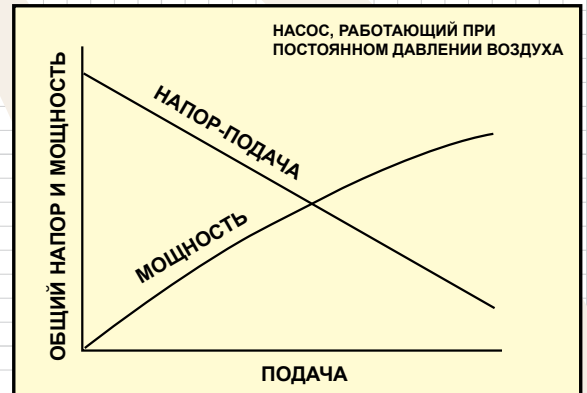 НАСОС, РАБОТАЮЩИЙ ПРИ
ПОСТОЯННОМ ДАВЛЕНИИ ВОЗДУХА
ОБЩИЙ НАПОР И МОЩНОСТЬ
НАПОР-ПОДАЧА
МОЩНОСТЬ
ПОДАЧА